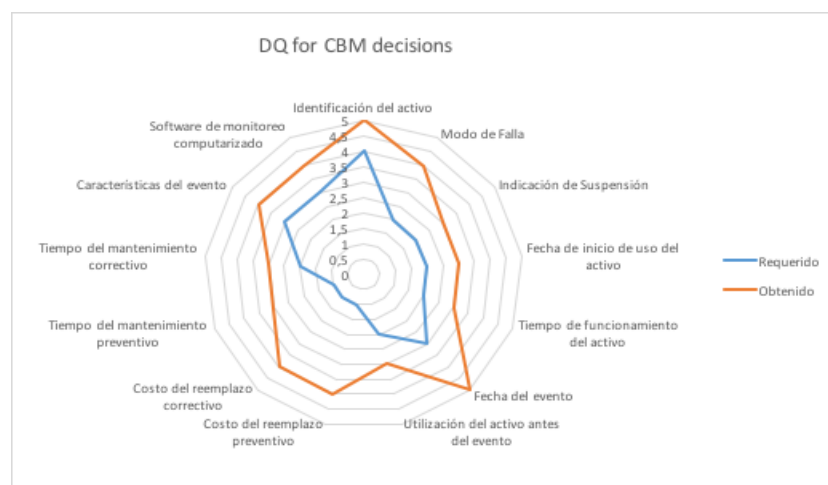 DQ for CBM decisions
Identificación del activo
Software de monitoreo
computarizado
Modo de Falla
Características del evento
Indicación de Suspensión
Tiempo del mantenimiento
correctivo
Fecha de inicio de uso del
activo
Tiempo del mantenimiento
preventivo
Tiempo de funcionamiento
del activo
Costo del reemplazo
correctivo
Fecha del evento
Costo del reemplazo
preventivo
Utilización del activo antes
del evento
5
4,5
4
3,5
3
2,5
2
1,5
1
0,5
0
Requerido
Obtenido